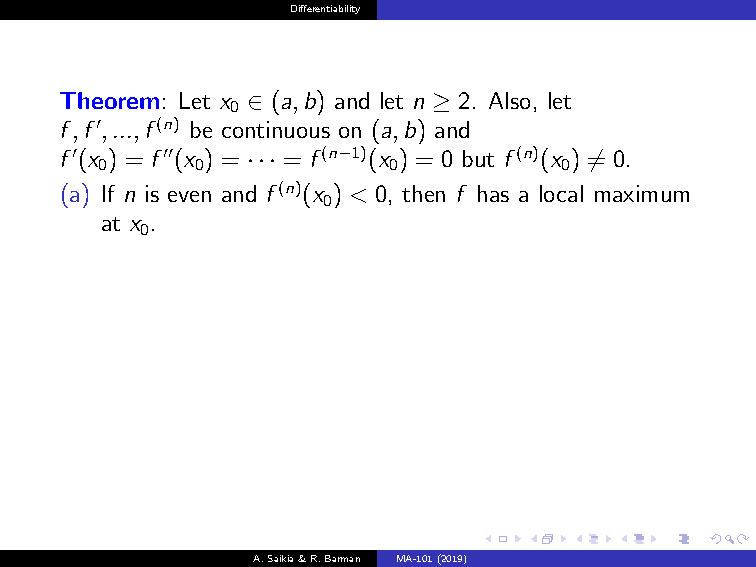 Differentiability
Theorem: Let x₀ ∈ (a, b) and let n ≥ 2. Also, let
f, f′, ..., f⁽ⁿ⁾ be continuous on (a, b) and
f′(x₀) = f′′(x₀) = ⋯ = f⁽ⁿ⁻¹⁾(x₀) = 0 but f⁽ⁿ⁾(x₀) ≠ 0.
(a) If n is even and f⁽ⁿ⁾(x₀) < 0, then f has a local maximum
at x₀.
A. Saikia & R. Barman MA-101 (2019)